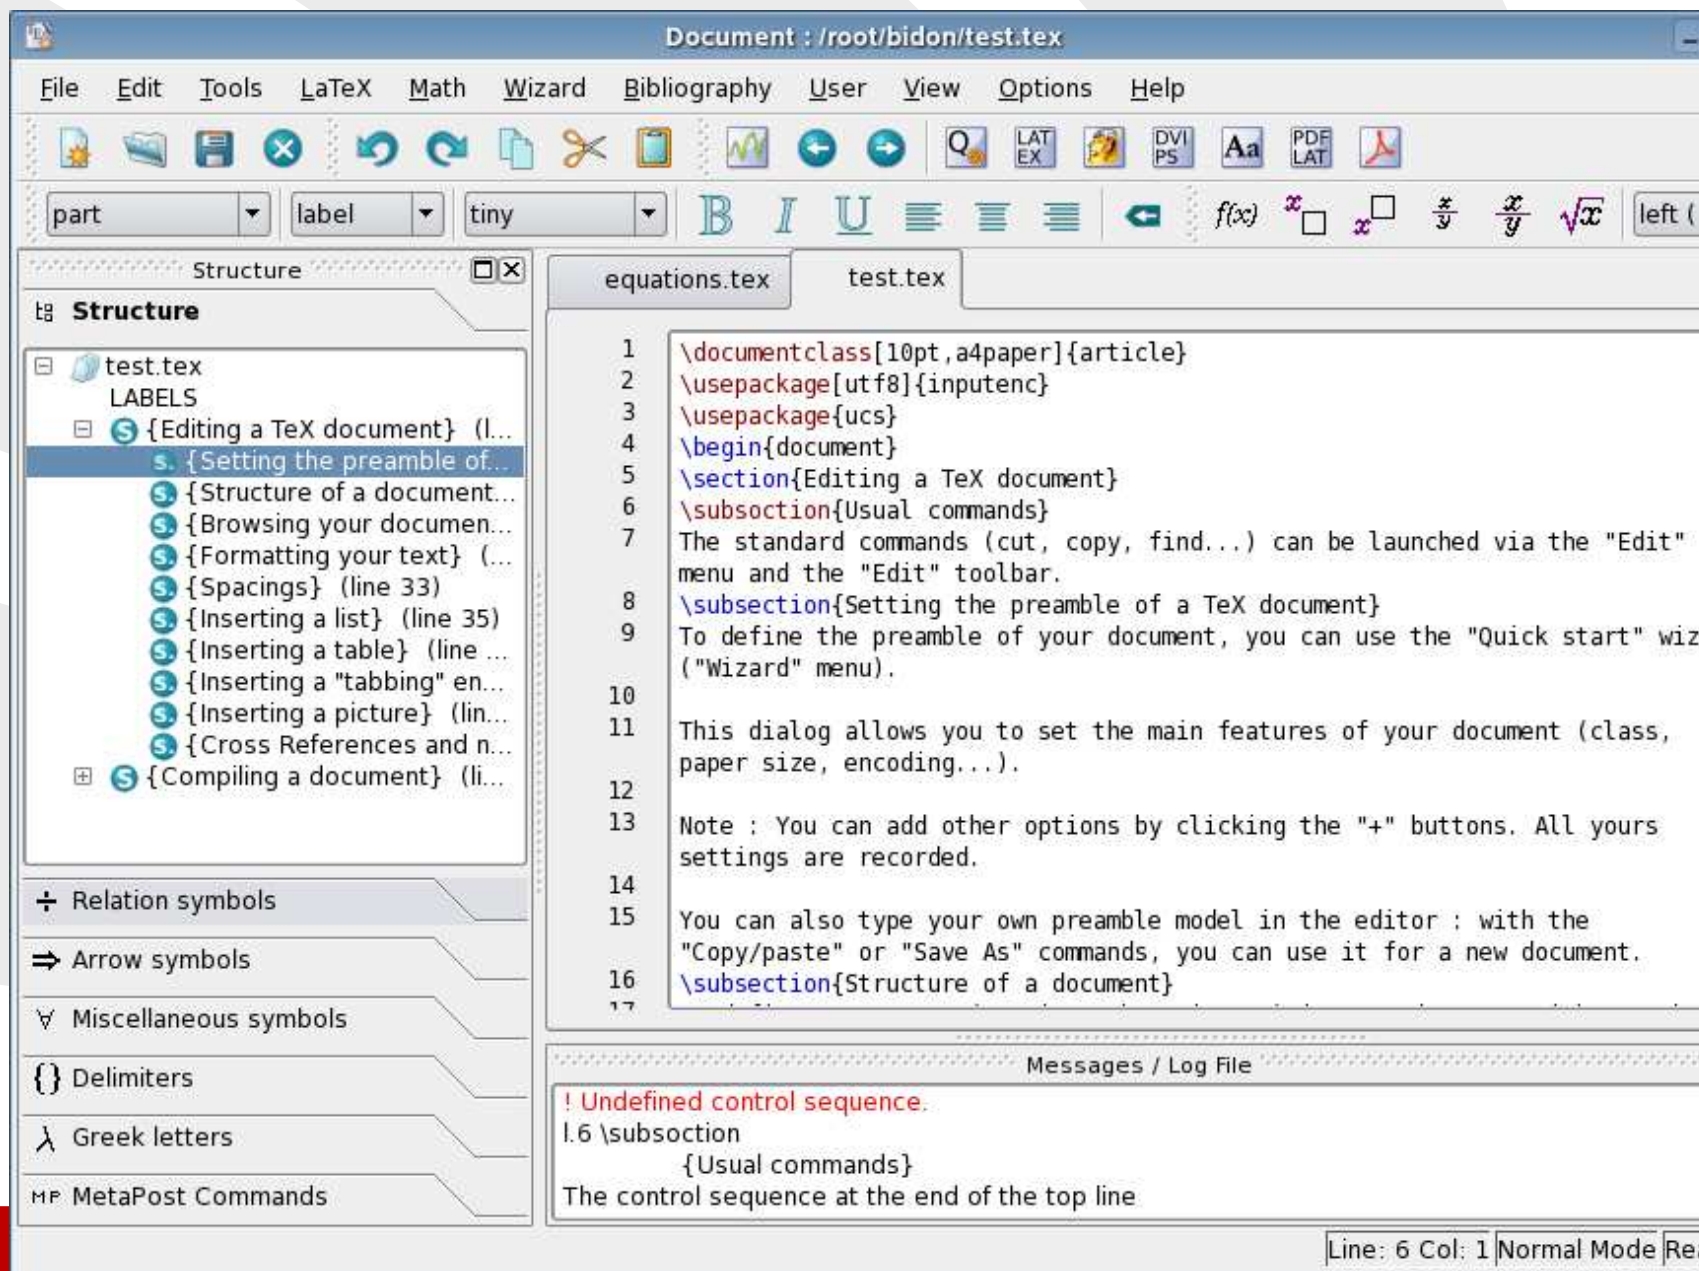 Document : /root/bidon/test.tex
File Edit Tools LaTeX Math Wizard Bibliography User View Options Help
Q LAT EX DVI PS Aa PDF LAT
part label tiny B I U f(x) x x x y x y √x left (
Structure
equations.tex test.tex
Structure
test.tex
LABELS
{Editing a TeX document} (l...
{Setting the preamble of...
{Structure of a document...
{Browsing your documen...
{Formatting your text} (...
{Spacings} (line 33)
{Inserting a list} (line 35)
{Inserting a table} (line ...
{Inserting a "tabbing" en...
{Inserting a picture} (lin...
{Cross References and n...
{Compiling a document} (li...
÷ Relation symbols
⇒ Arrow symbols
∀ Miscellaneous symbols
{} Delimiters
λ Greek letters
MP MetaPost Commands
1 \documentclass[10pt,a4paper]{article}
2 \usepackage[utf8]{inputenc}
3 \usepackage{ucs}
4 \begin{document}
5 \section{Editing a TeX document}
6 \subsoction{Usual commands}
7 The standard commands (cut, copy, find...) can be launched via the "Edit"
menu and the "Edit" toolbar.
8 \subsection{Setting the preamble of a TeX document}
9 To define the preamble of your document, you can use the "Quick start" wiz
("Wizard" menu).
10
11 This dialog allows you to set the main features of your document (class,
paper size, encoding...).
12
13 Note : You can add other options by clicking the "+" buttons. All yours
settings are recorded.
14
15 You can also type your own preamble model in the editor : with the
"Copy/paste" or "Save As" commands, you can use it for a new document.
16 \subsection{Structure of a document}
17
Messages / Log File
! Undefined control sequence.
l.6 \subsoction
{Usual commands}
The control sequence at the end of the top line
Line: 6 Col: 1 Normal Mode Rea